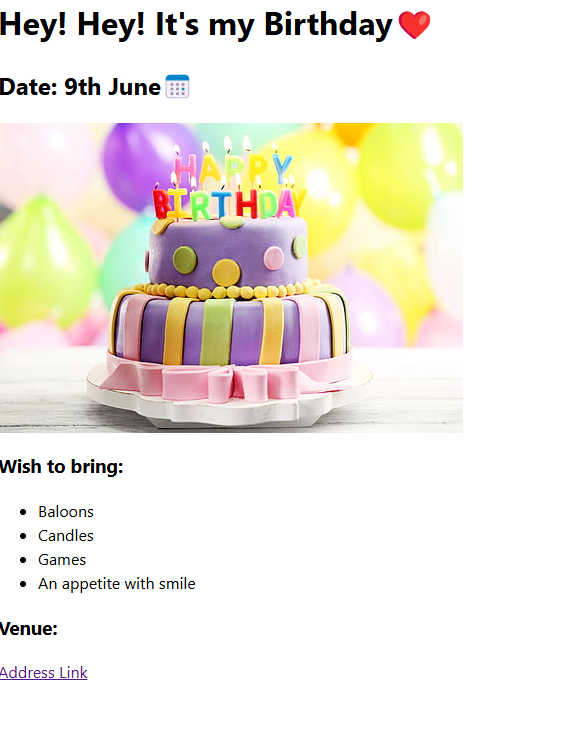 Hey! Hey! It's my Birthday❤️
Date: 9th June📅
HAPPY
BIRTHDAY
Wish to bring:
Baloons
Candles
Games
An appetite with smile
Venue:
Address Link